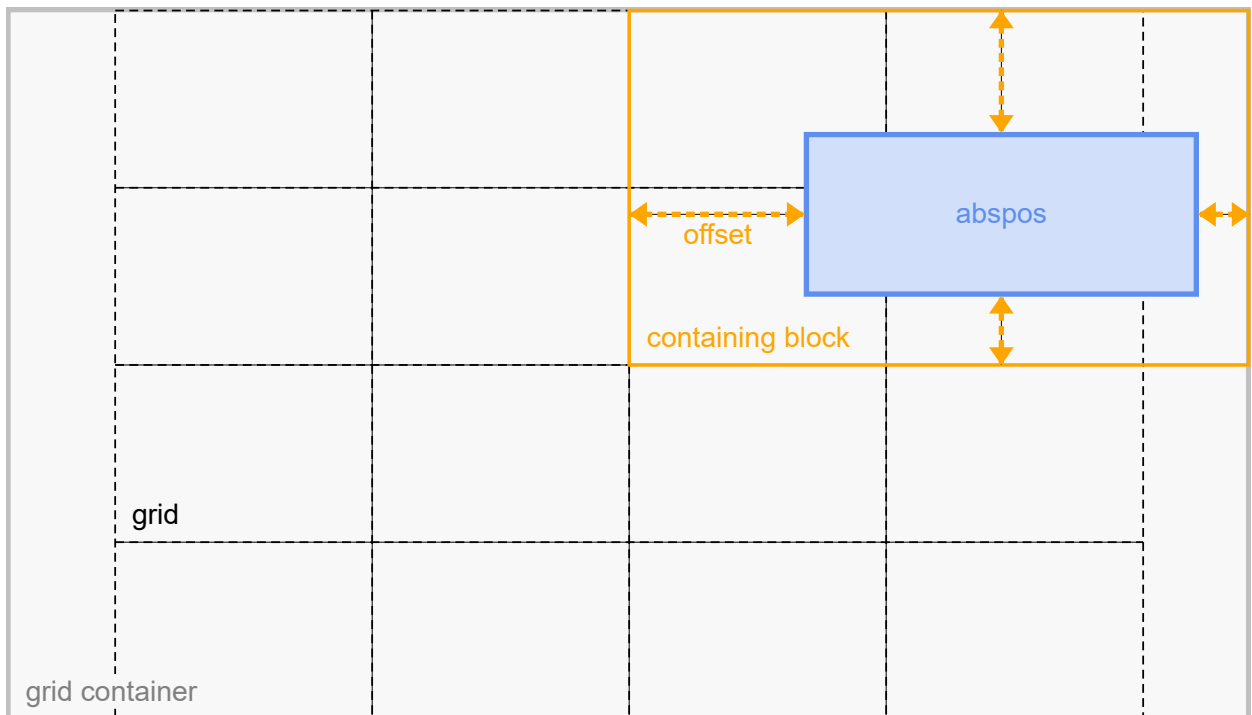 abspos
offset
containing block
grid
grid container